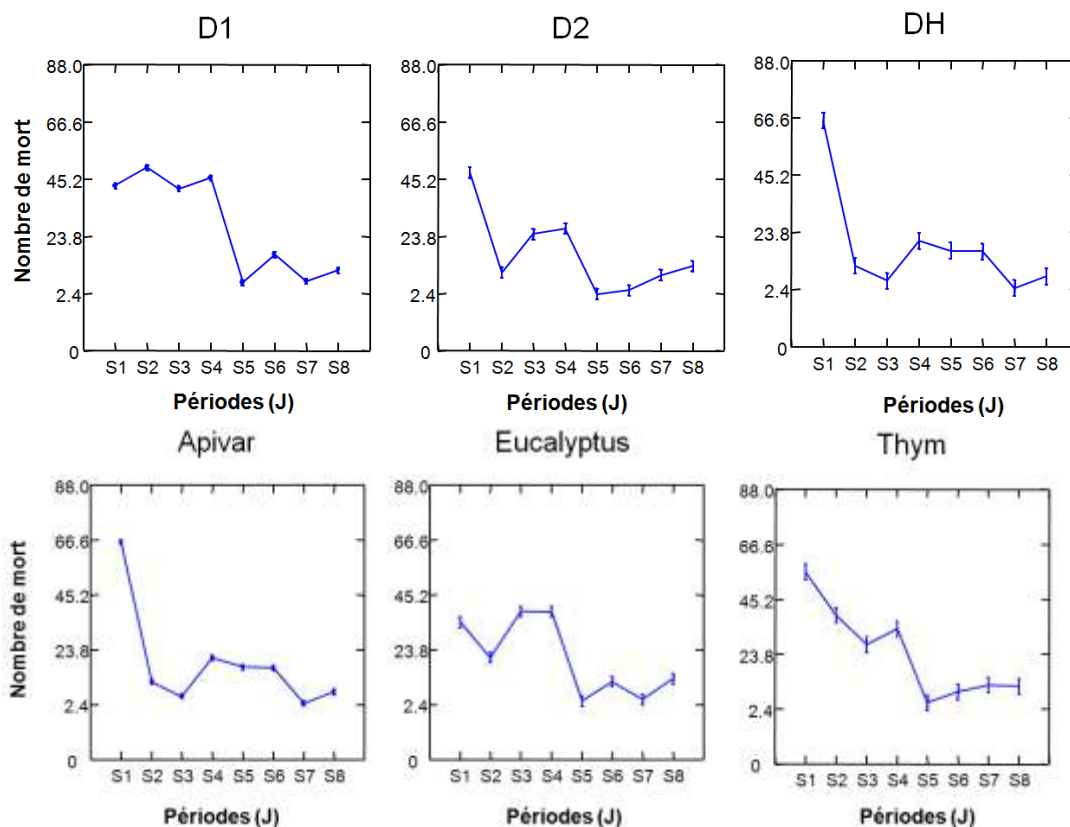 D1 D2 DH
Nombre de mort
88.0
66.6
45.2
23.8
2.4
0
S1 S2 S3 S4 S5 S6 S7 S8
Périodes (J)
88.0
66.6
45.2
23.8
2.4
0
S1 S2 S3 S4 S5 S6 S7 S8
Périodes (J)
88.0
66.6
45.2
23.8
2.4
0
S1 S2 S3 S4 S5 S6 S7 S8
Périodes (J)
Apivar Eucalyptus Thym
Nombre de mort
88.0
66.6
45.2
23.8
2.4
0
S1 S2 S3 S4 S5 S6 S7 S8
Périodes (J)
88.0
66.6
45.2
23.8
2.4
0
S1 S2 S3 S4 S5 S6 S7 S8
Périodes (J)
88.0
66.6
45.2
23.8
2.4
0
S1 S2 S3 S4 S5 S6 S7 S8
Périodes (J)